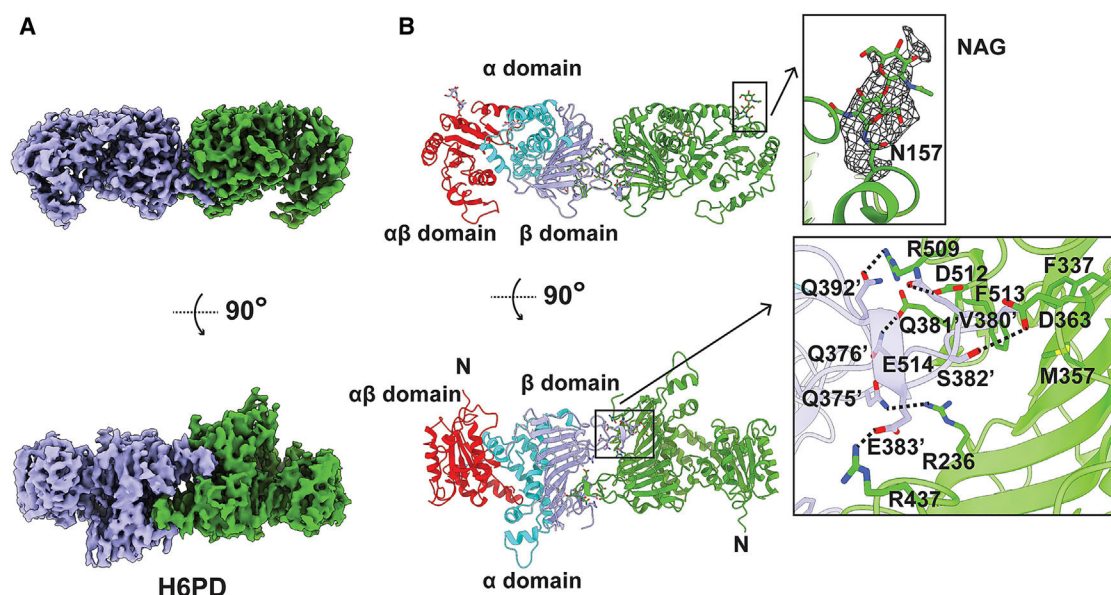 A
B
NAG
α domain
N157
αβ domain
β domain
90°
90°
R509
D512
F337
Q392'
F513
Q381'
V380'
D363
Q376'
E514
S382'
M357
Q375'
E383'
R236
R437
N
αβ domain
β domain
N
α domain
H6PD